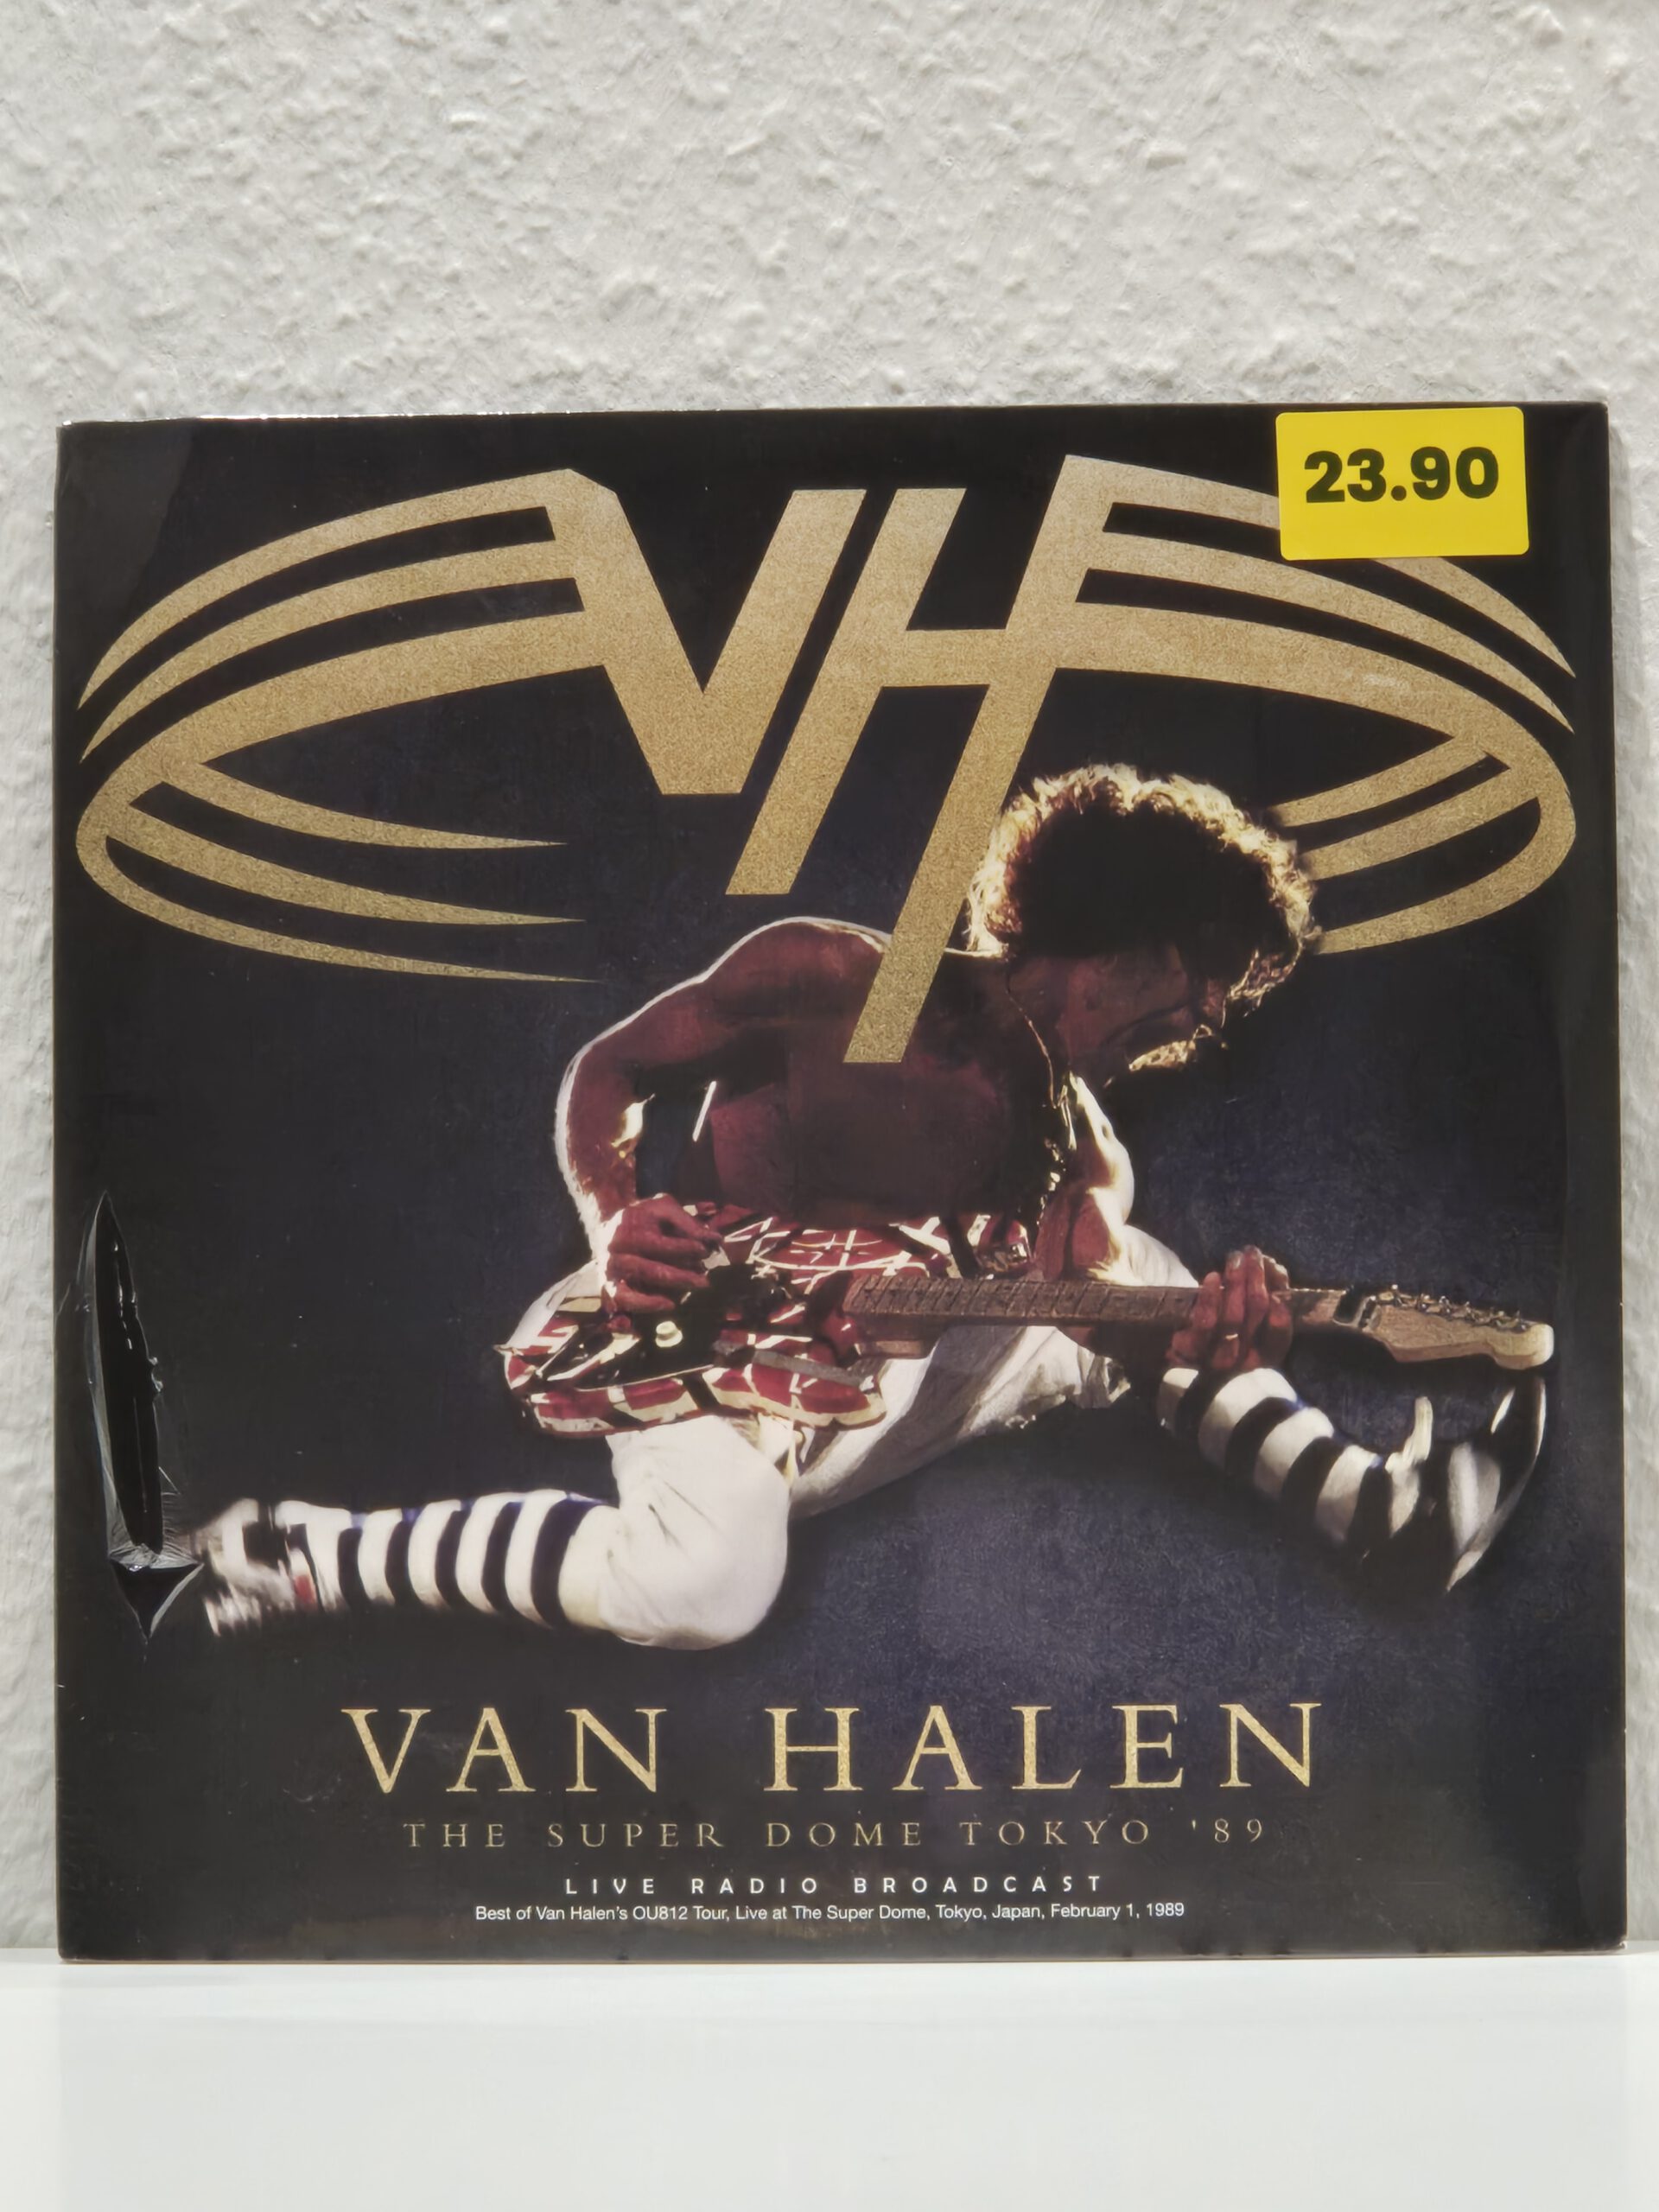 23.90
VH
VAN HALEN
THE SUPER DOME TOKYO '89
LIVE RADIO BROADCAST
Best of Van Halen's OU812 Tour, Live at The Super Dome, Tokyo, Japan, February 1, 1989